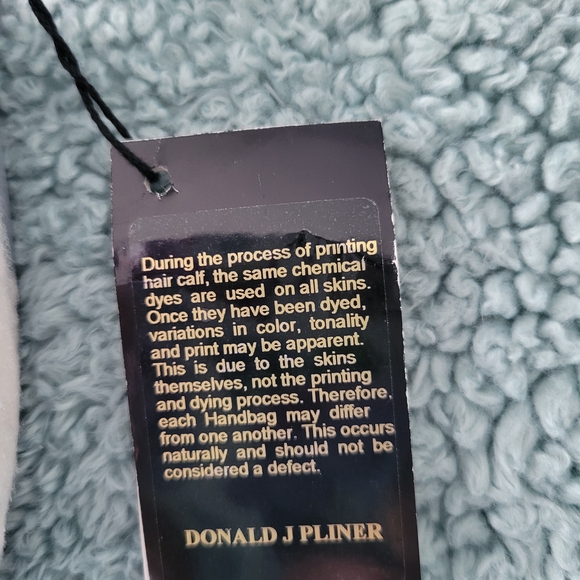 During the process of printing
hair calf, the same chemical
dyes are used on all skins.
Once they have been dyed,
variations in color, tonality
and print may be apparent.
This is due to the skins
themselves, not the printing
and dying process. Therefore,
each Handbag may differ
from one another. This occurs
naturally and should not be
considered a defect.
DONALD J PLINER